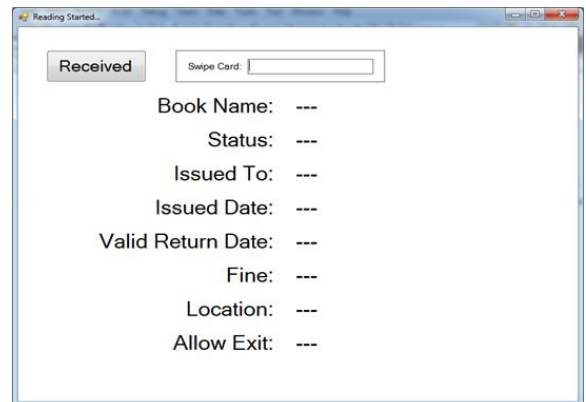 Reading Started...
Received
Swipe Card:
Book Name: ---
Status: ---
Issued To: ---
Issued Date: ---
Valid Return Date: ---
Fine: ---
Location: ---
Allow Exit: ---